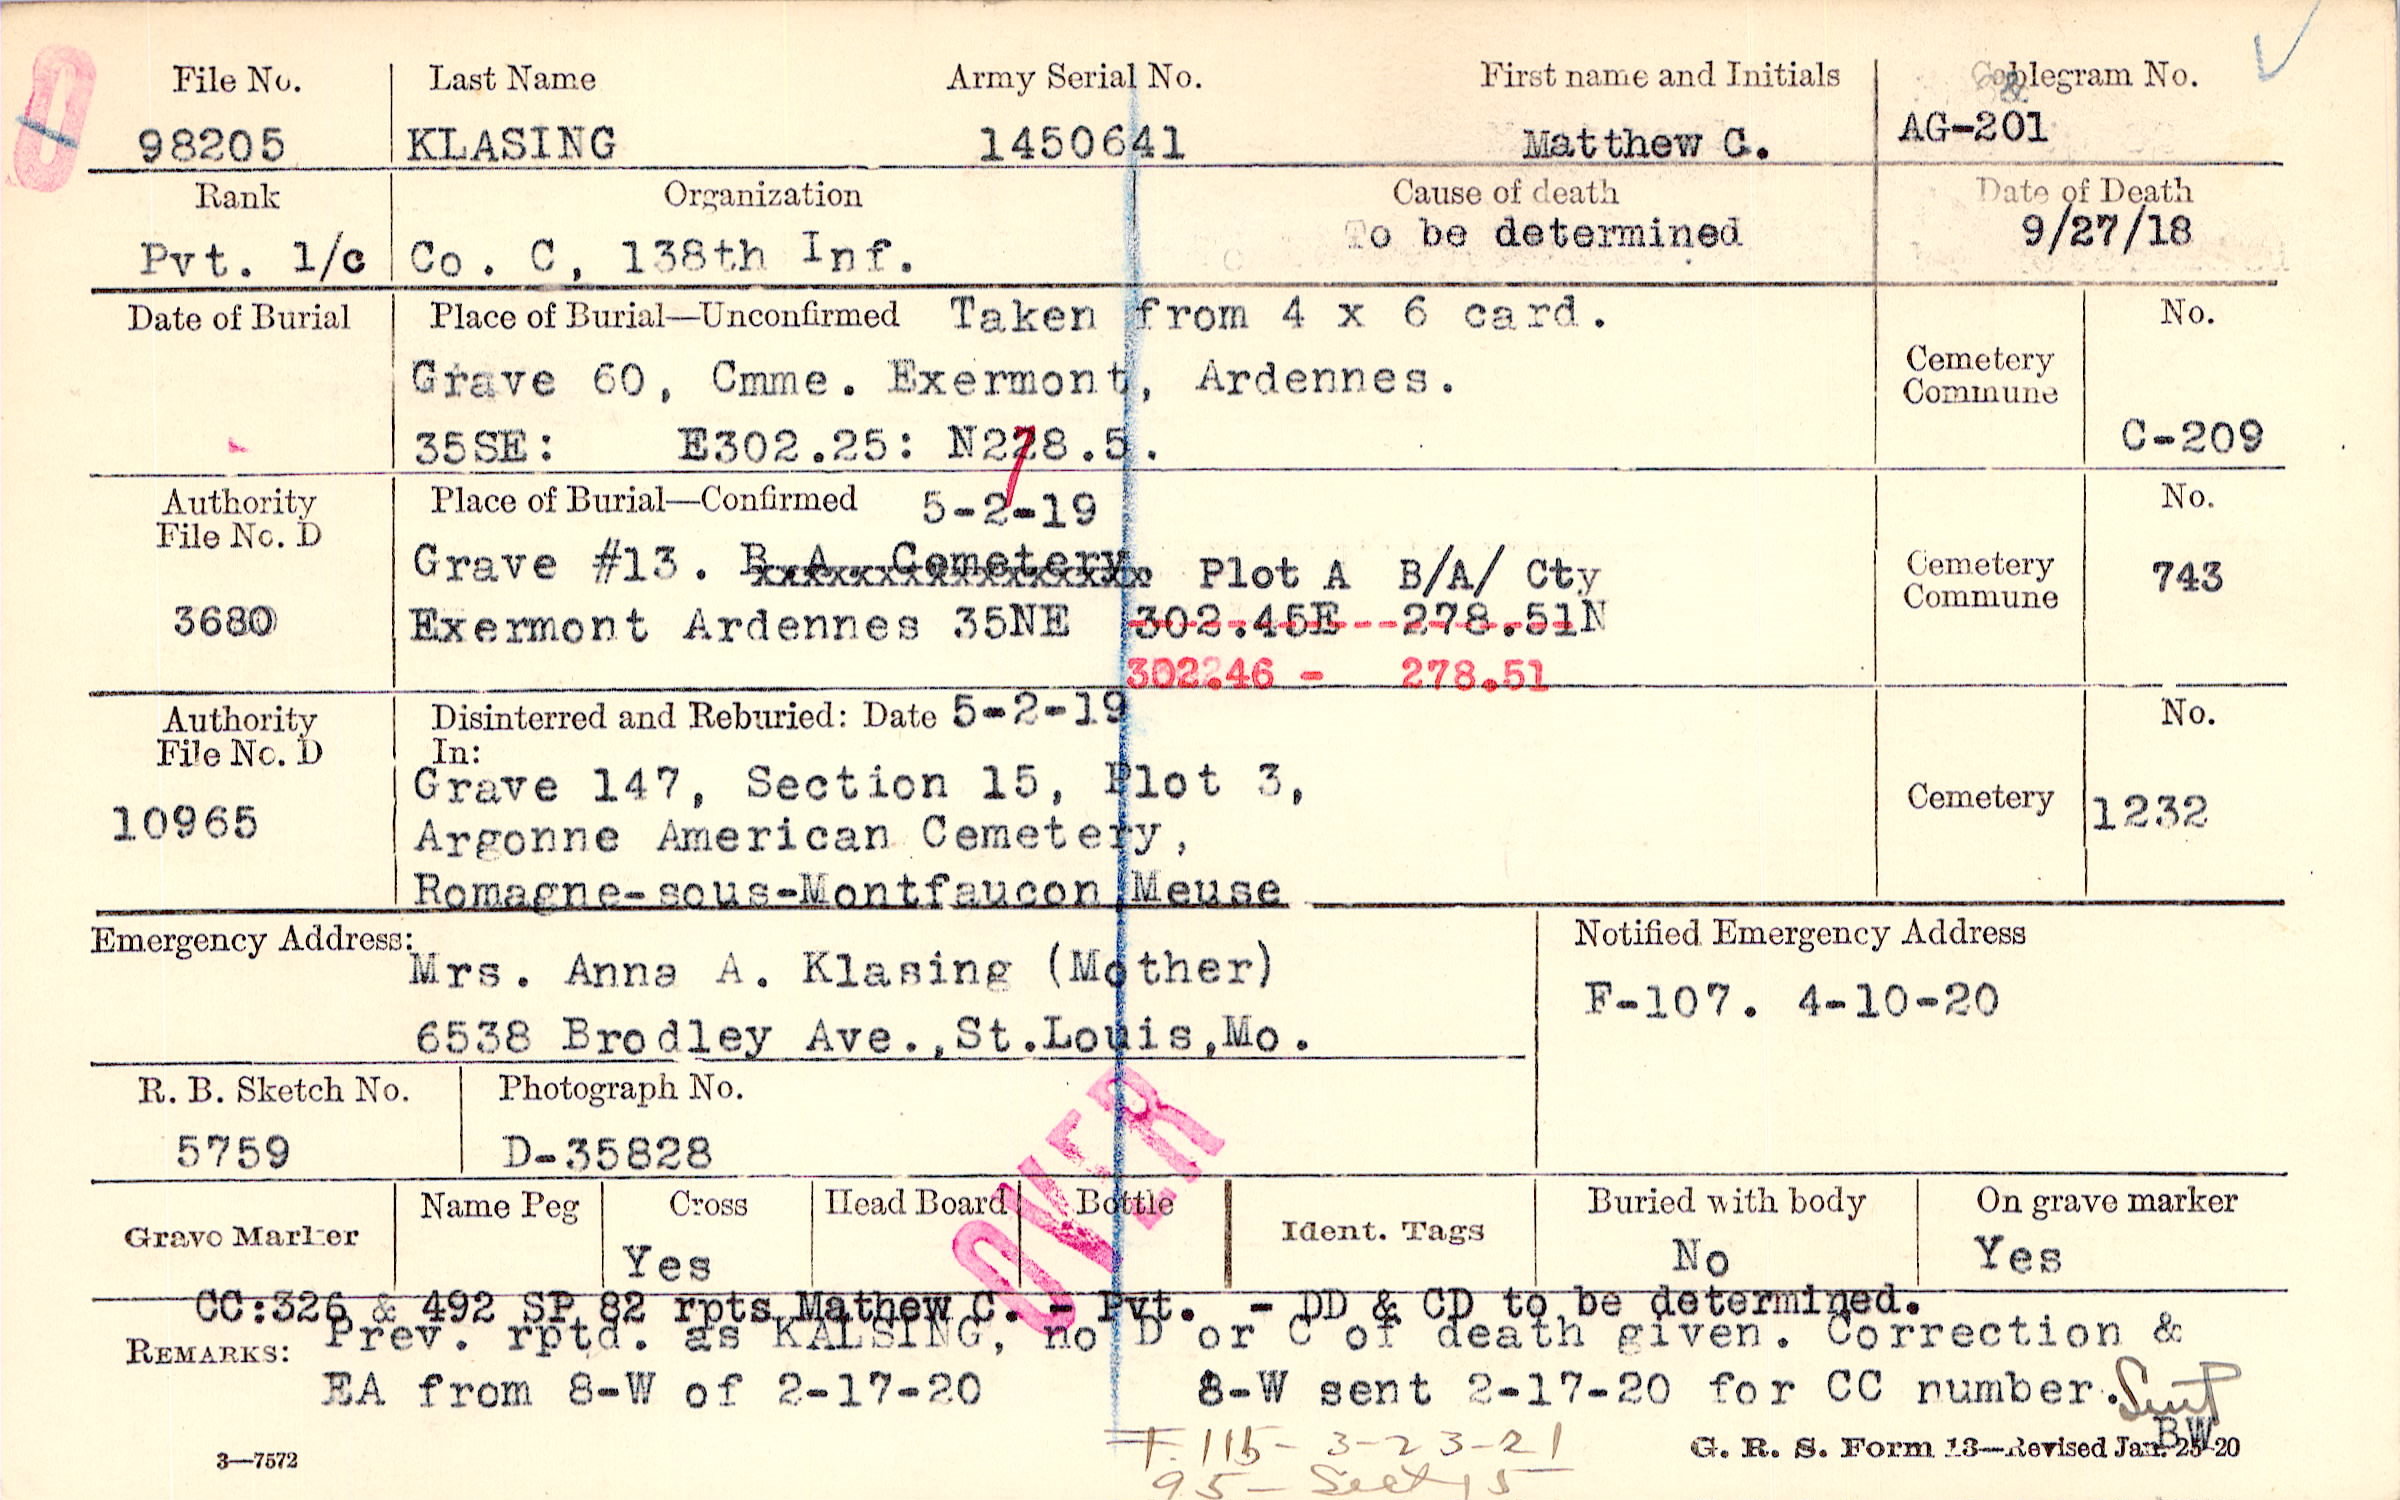 File No. Last Name Army Serial No. First name and Initials Cablegram No.
98205 KLASING 1450641 Matthew C. AG-201
Rank Organization Cause of death Date of Death
Pvt. 1/c Co. C, 138th Inf. To be determined 9/27/18
Date of Burial Place of Burial—Unconfirmed Taken from 4 x 6 card. No.
Grave 60, Cmme. Exermont, Ardennes. Cemetery
Commune
35SE: E302.25: N278.5. C-209
Authority Place of Burial—Confirmed 5-2-19 No.
File No. D
Grave #13. B.A. Cemetery. Plot A B/A/ Cty Cemetery 743
Commune
3680 Exermont Ardennes 35NE 302.45E--278.51N
302.46 - 278.51
Authority Disinterred and Reburied: Date 5-2-19 No.
File No. D In:
Grave 147, Section 15, Plot 3, Cemetery 1232
10965 Argonne American Cemetery,
Romagne-sous-Montfaucon Meuse
Emergency Address: Notified Emergency Address
Mrs. Anna A. Klasing (Mother) F-107. 4-10-20
6538 Brodley Ave.,St.Louis,Mo.
R. B. Sketch No. Photograph No.
5759 D-35828
OVER
Grave Marker Name Peg Cross Head Board Bottle Ident. Tags Buried with body On grave marker
Yes No Yes
CC:326 & 492 SP 82 rpts Mathew C. - Pvt. - DD & CD to be determined.
REMARKS: Prev. rptd. as KALSING, no D or C of death given. Correction &
EA from 8-W of 2-17-20 8-W sent 2-17-20 for CC number. Sent
BW
F. 115- 3-23-21
95- Sect 15
3—7572 G. R. S. Form 13—Revised Jan. 25-20